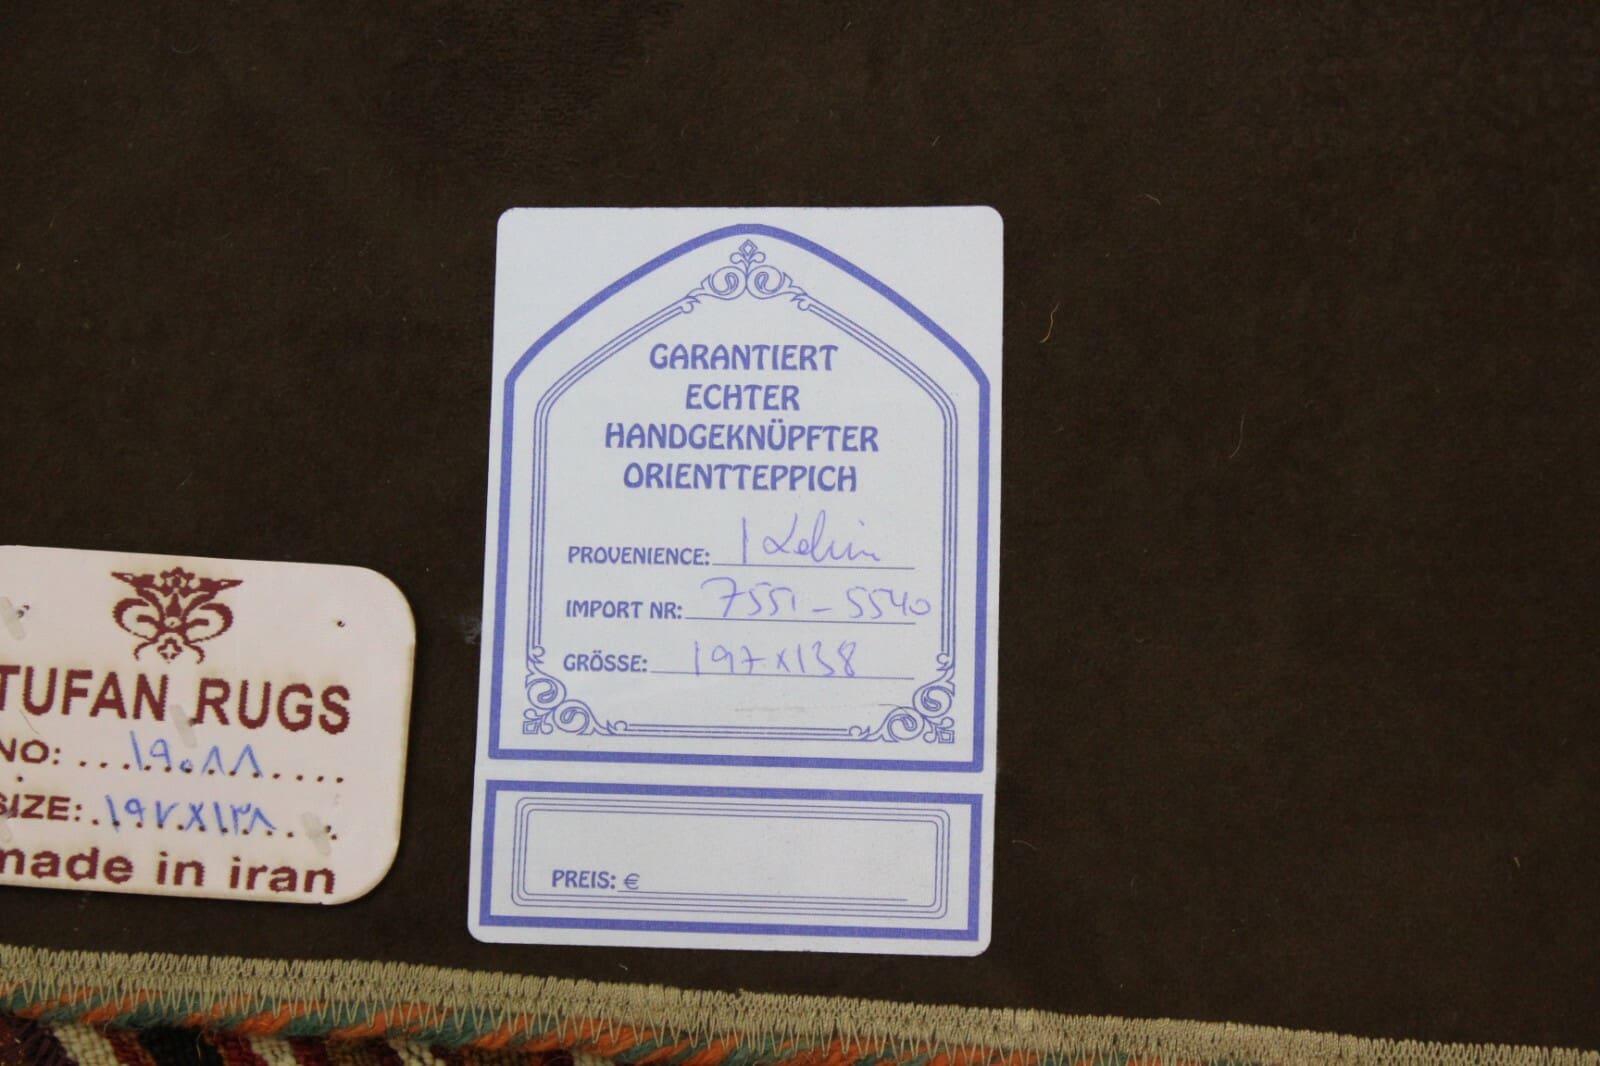 GARANTIERT
ECHTER
HANDGEKNÜPFTER
ORIENTTEPPICH
PROVENIENCE:
IMPORT NR: 7551-5540
GRÖSSE: 197x138
PREIS: €
TUFAN RUGS
NO: ...١٩٠٨٨....
SIZE: ١٩٧X١٣٨
made in iran